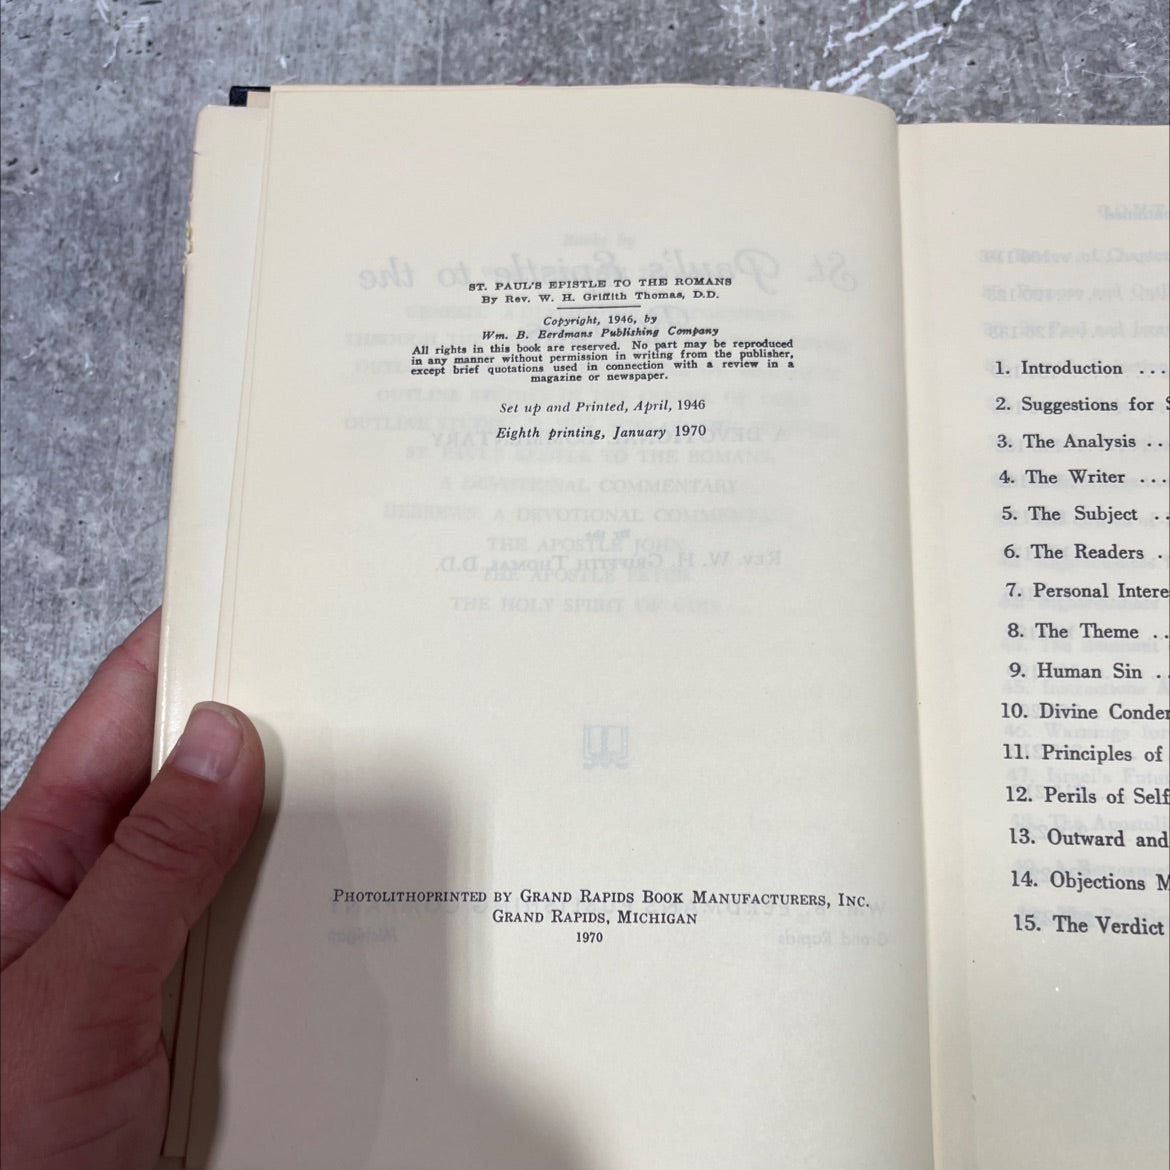 ST. PAUL'S EPISTLE TO THE ROMANS
By Rev. W. H. Griffith Thomas, D.D.
Copyright, 1946, by
Wm. B. Eerdmans Publishing Company
All rights in this book are reserved. No part may be reproduced
in any manner without permission in writing from the publisher,
except brief quotations used in connection with a review in a
magazine or newspaper.
Set up and Printed, April, 1946
Eighth printing, January 1970
PHOTOLITHOPRINTED BY GRAND RAPIDS BOOK MANUFACTURERS, INC.
GRAND RAPIDS, MICHIGAN
1970
1. Introduction ...
2. Suggestions for
3. The Analysis ..
4. The Writer ...
5. The Subject ..
6. The Readers .
7. Personal Intere
8. The Theme ..
9. Human Sin .
10. Divine Conder
11. Principles of
12. Perils of Self
13. Outward and
14. Objections M
15. The Verdict